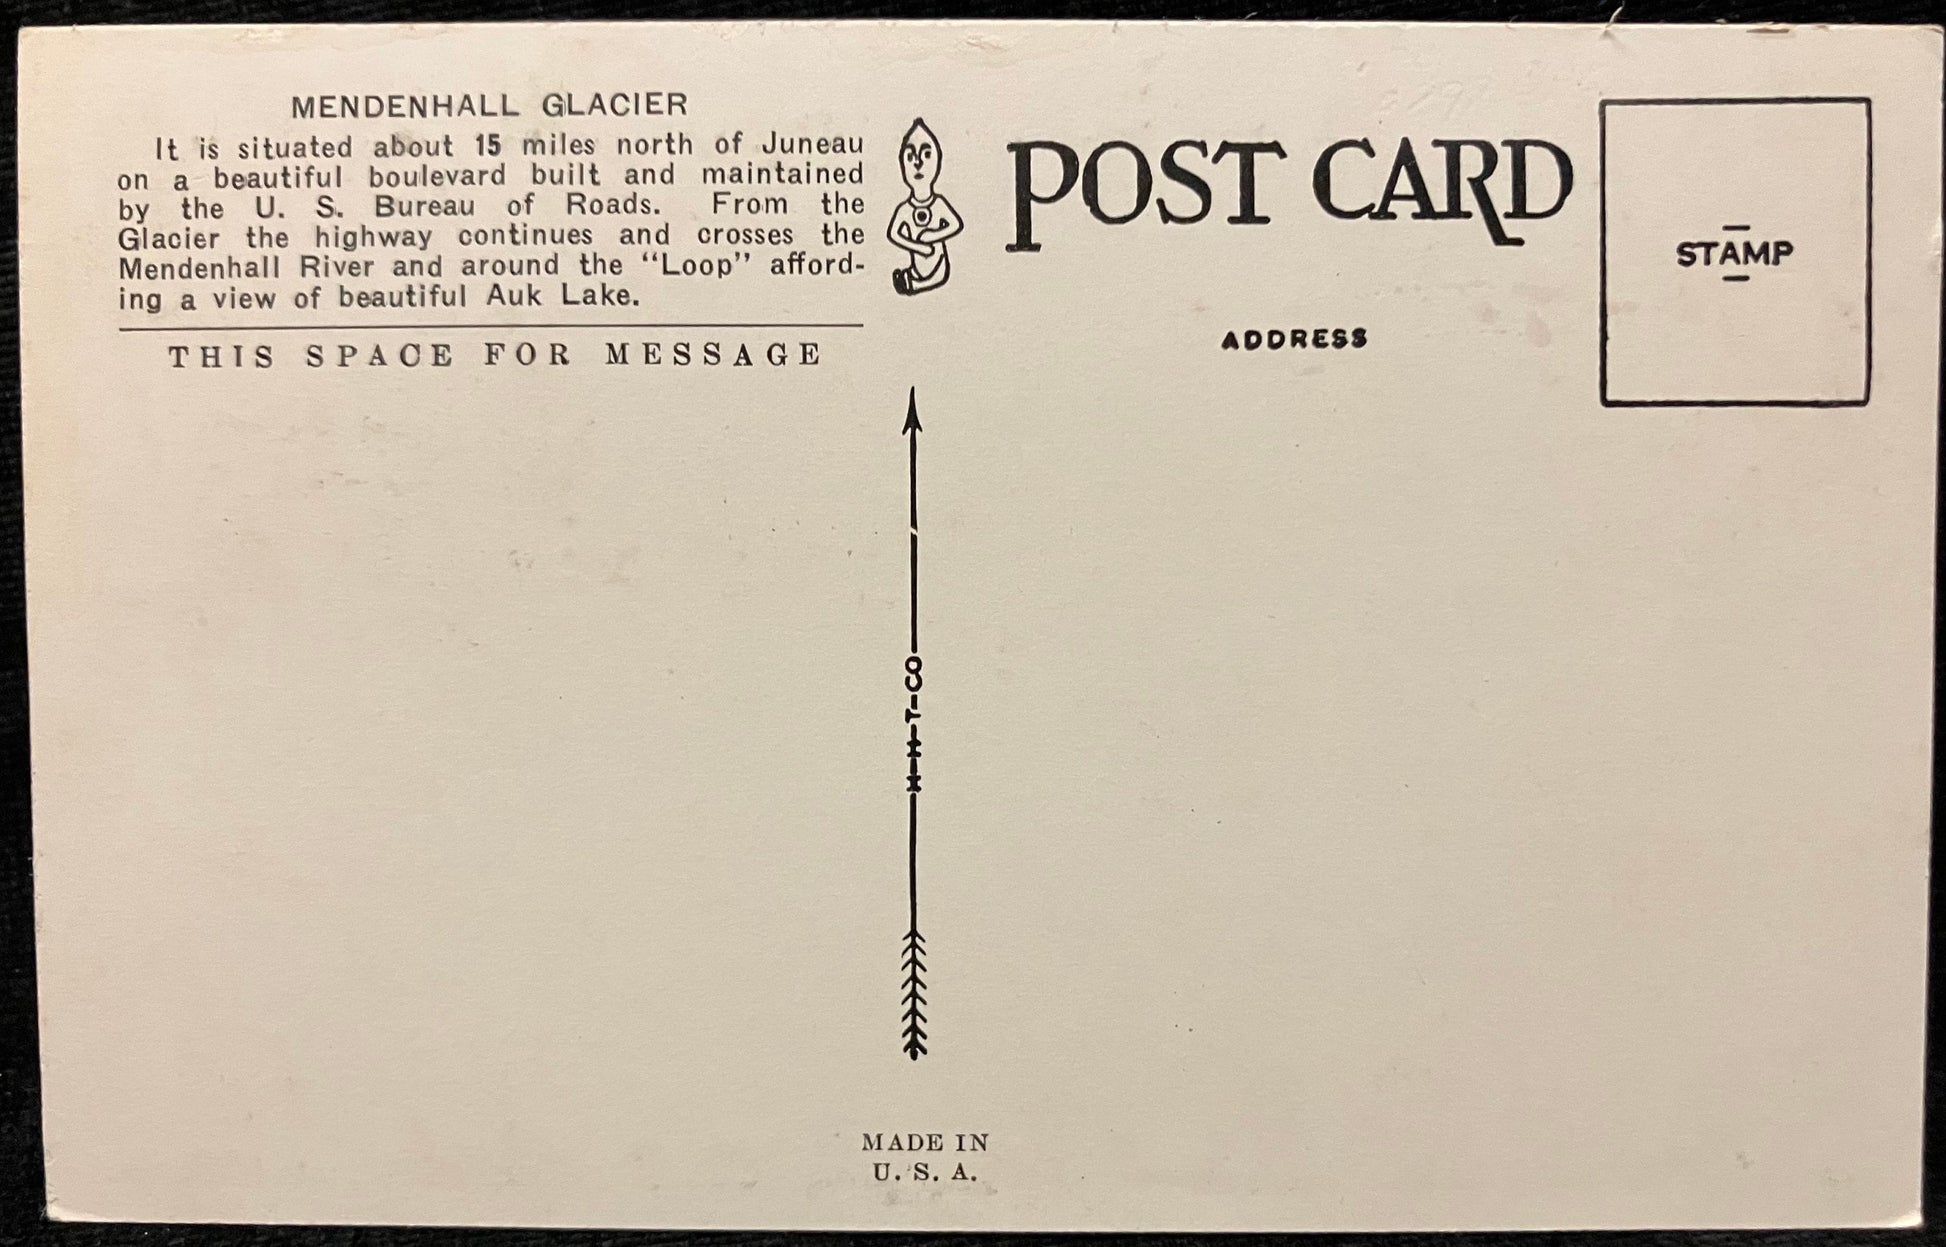 MENDENHALL GLACIER
It is situated about 15 miles north of Juneau
on a beautiful boulevard built and maintained
by the U. S. Bureau of Roads. From the
Glacier the highway continues and crosses the
Mendenhall River and around the “Loop” afford-
ing a view of beautiful Auk Lake.
THIS SPACE FOR MESSAGE
POST CARD
STAMP
ADDRESS
H-H-T-CO
MADE IN
U. S. A.